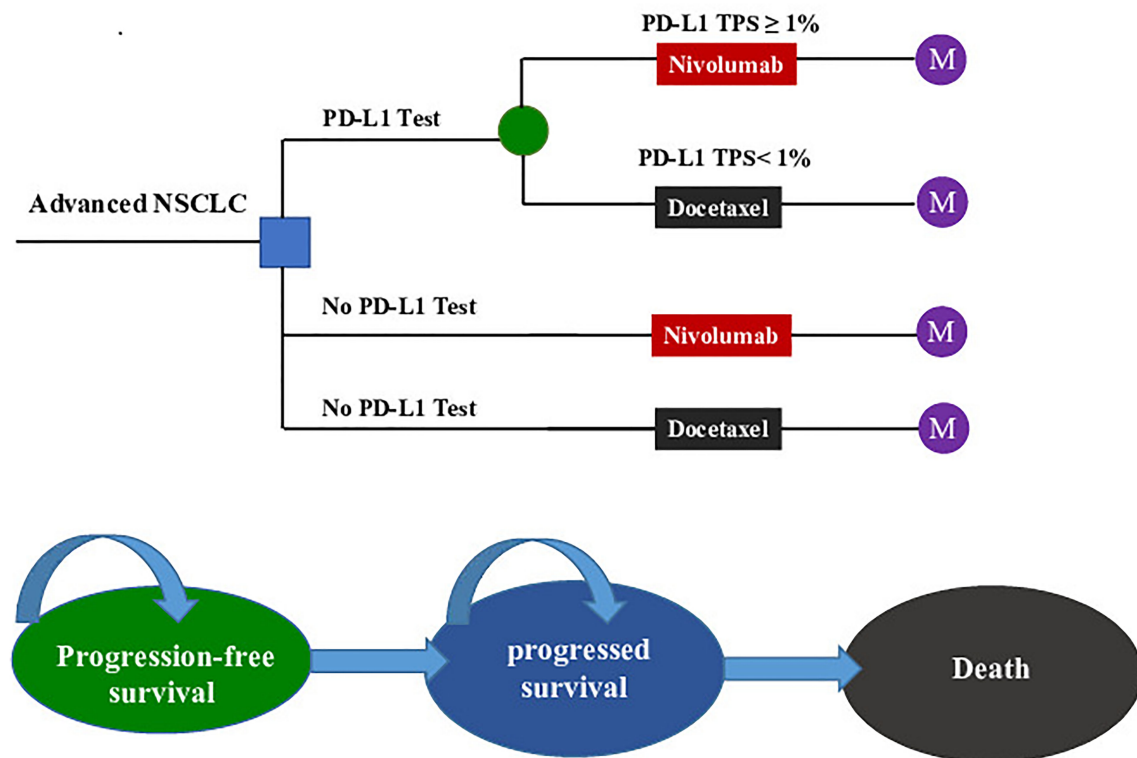 PD-L1 TPS ≥ 1%
Nivolumab
M
PD-L1 Test
PD-L1 TPS< 1%
Docetaxel
M
Advanced NSCLC
No PD-L1 Test
Nivolumab
M
No PD-L1 Test
Docetaxel
M
Progression-free
survival
progressed
survival
Death